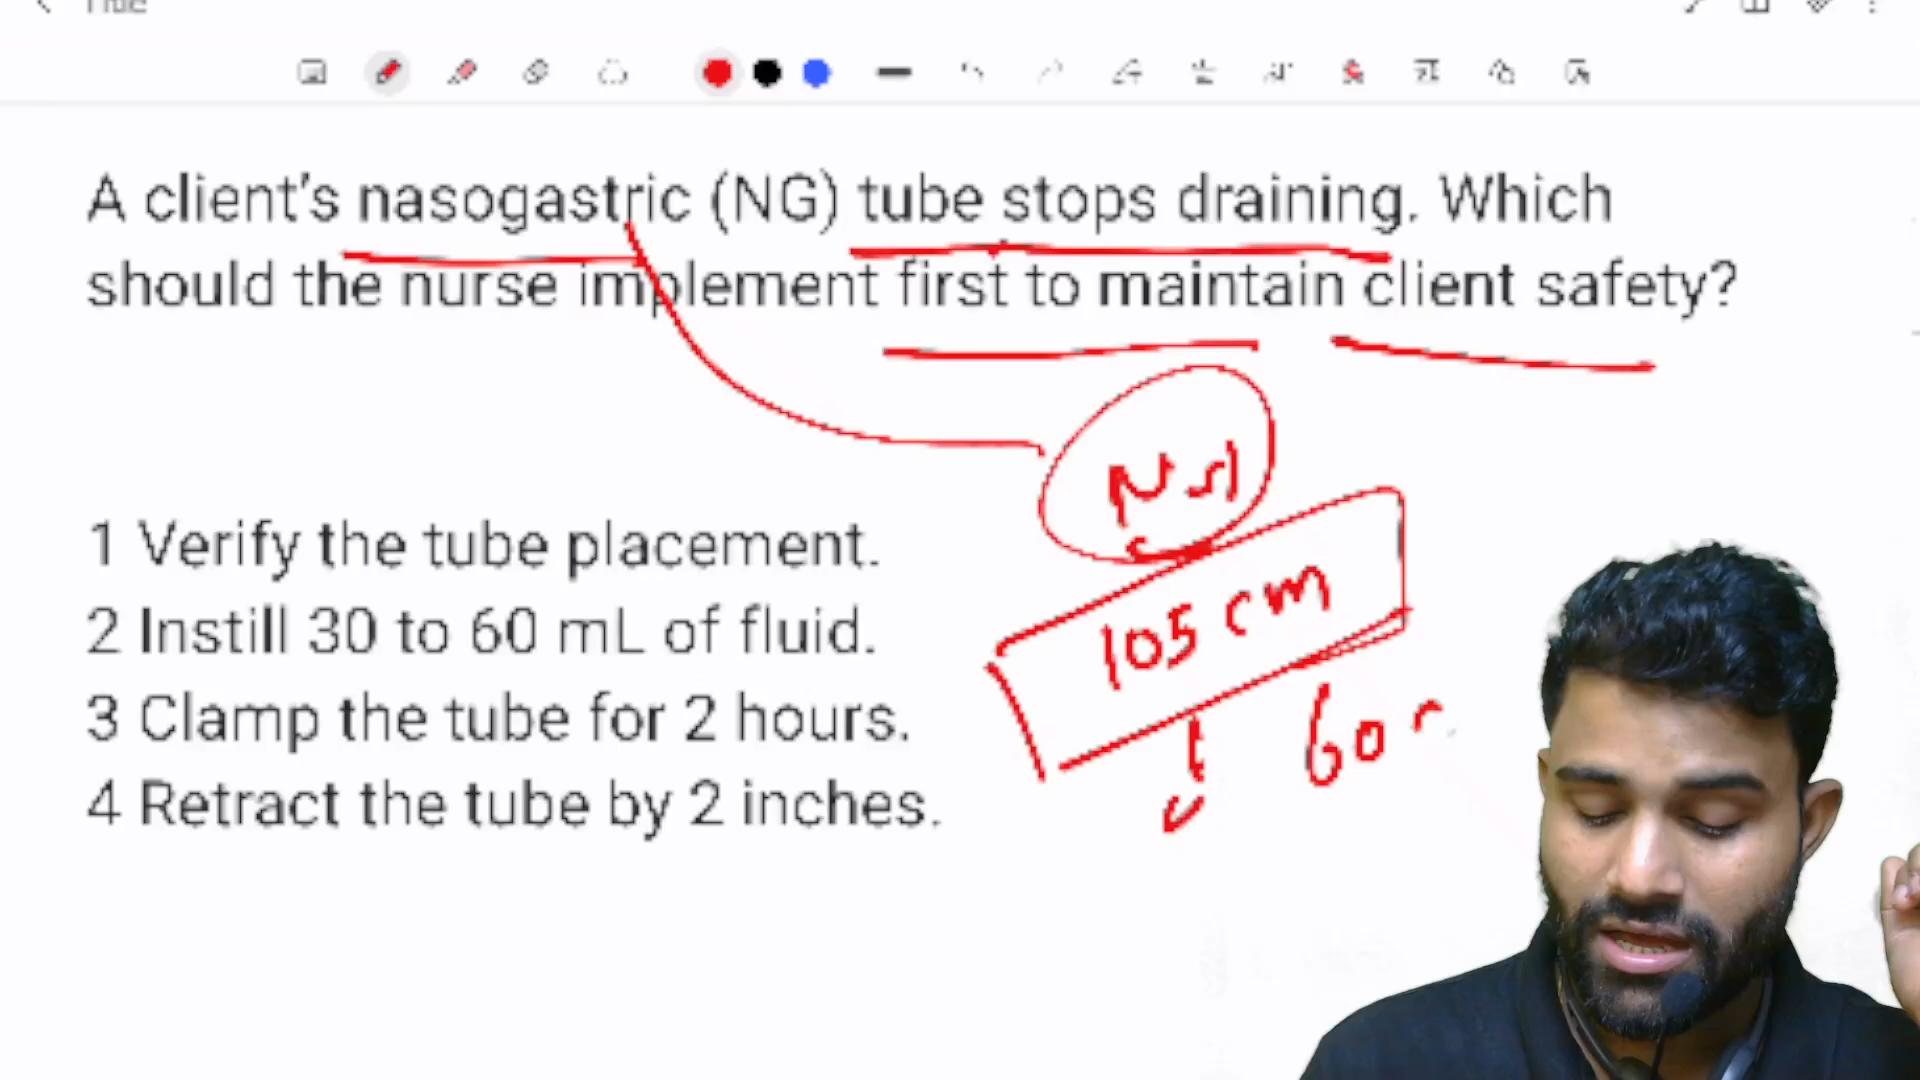 Title
A client's nasogastric (NG) tube stops draining. Which
should the nurse implement first to maintain client safety?
1 Verify the tube placement.
2 Instill 30 to 60 mL of fluid.
3 Clamp the tube for 2 hours.
4 Retract the tube by 2 inches.
105 cm
60